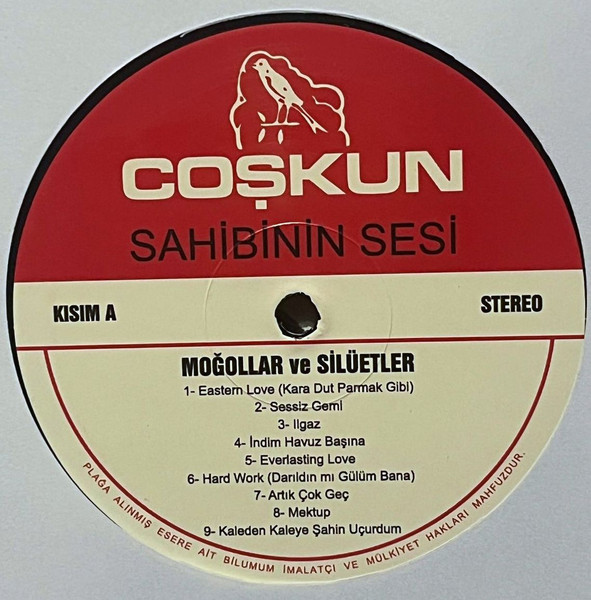 COŞKUN
SAHİBİNİN SESİ
KISIM A
STEREO
MOĞOLLAR ve SİLÜETLER
1- Eastern Love (Kara Dut Parmak Gibi)
2- Sessiz Gemi
3- Ilgaz
4- İndim Havuz Başına
5- Everlasting Love
6- Hard Work (Darıldın mı Gülüm Bana)
7- Artık Çok Geç
8- Mektup
9- Kaleden Kaleye Şahin Uçurdum
PLAĞA ALINMIŞ ESERE AİT BİLUMUM İMALATÇI VE MÜLKİYET HAKLARI MAHFUZDUR.